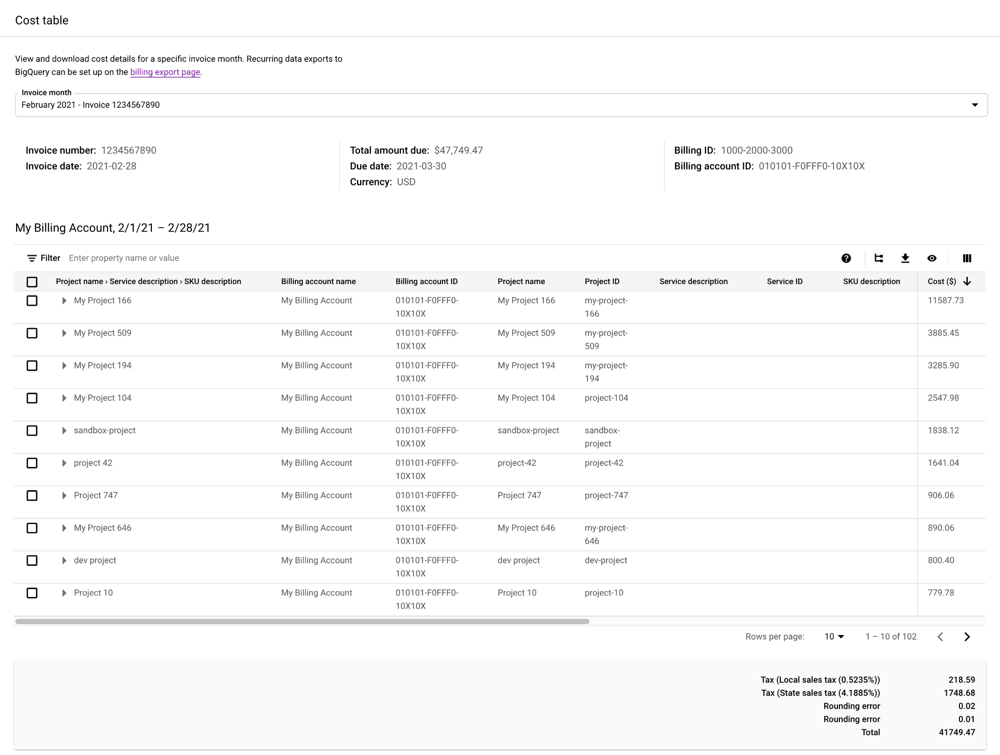 Cost table
View and download cost details for a specific invoice month. Recurring data exports to
BigQuery can be set up on the billing export page.
Invoice month
February 2021 - Invoice 1234567890
Invoice number: 1234567890
Invoice date: 2021-02-28
Total amount due: $47,749.47
Due date: 2021-03-30
Currency: USD
Billing ID: 1000-2000-3000
Billing account ID: 010101-F0FFF0-10X10X
My Billing Account, 2/1/21 – 2/28/21
Filter Enter property name or value
Project name › Service description › SKU description Billing account name Billing account ID Project name Project ID Service description Service ID SKU description Cost ($)
My Project 166 My Billing Account 010101-F0FFF0- My Project 166 my-project- 11587.73
10X10X 166
My Project 509 My Billing Account 010101-F0FFF0- My Project 509 my-project- 3885.45
10X10X 509
My Project 194 My Billing Account 010101-F0FFF0- My Project 194 my-project- 3285.90
10X10X 194
My Project 104 My Billing Account 010101-F0FFF0- My Project 104 project-104 2547.98
10X10X
sandbox-project My Billing Account 010101-F0FFF0- sandbox-project sandbox- 1838.12
10X10X project
project 42 My Billing Account 010101-F0FFF0- project-42 project-42 1641.04
10X10X
Project 747 My Billing Account 010101-F0FFF0- Project 747 project-747 906.06
10X10X
My Project 646 My Billing Account 010101-F0FFF0- My Project 646 my-project- 890.06
10X10X 646
dev project My Billing Account 010101-F0FFF0- dev project dev-project 800.40
10X10X
Project 10 My Billing Account 010101-F0FFF0- Project 10 project-10 779.78
10X10X
Rows per page: 10 1 – 10 of 102
Tax (Local sales tax (0.5235%)) 218.59
Tax (State sales tax (4.1885%)) 1748.68
Rounding error 0.02
Rounding error 0.01
Total 41749.47